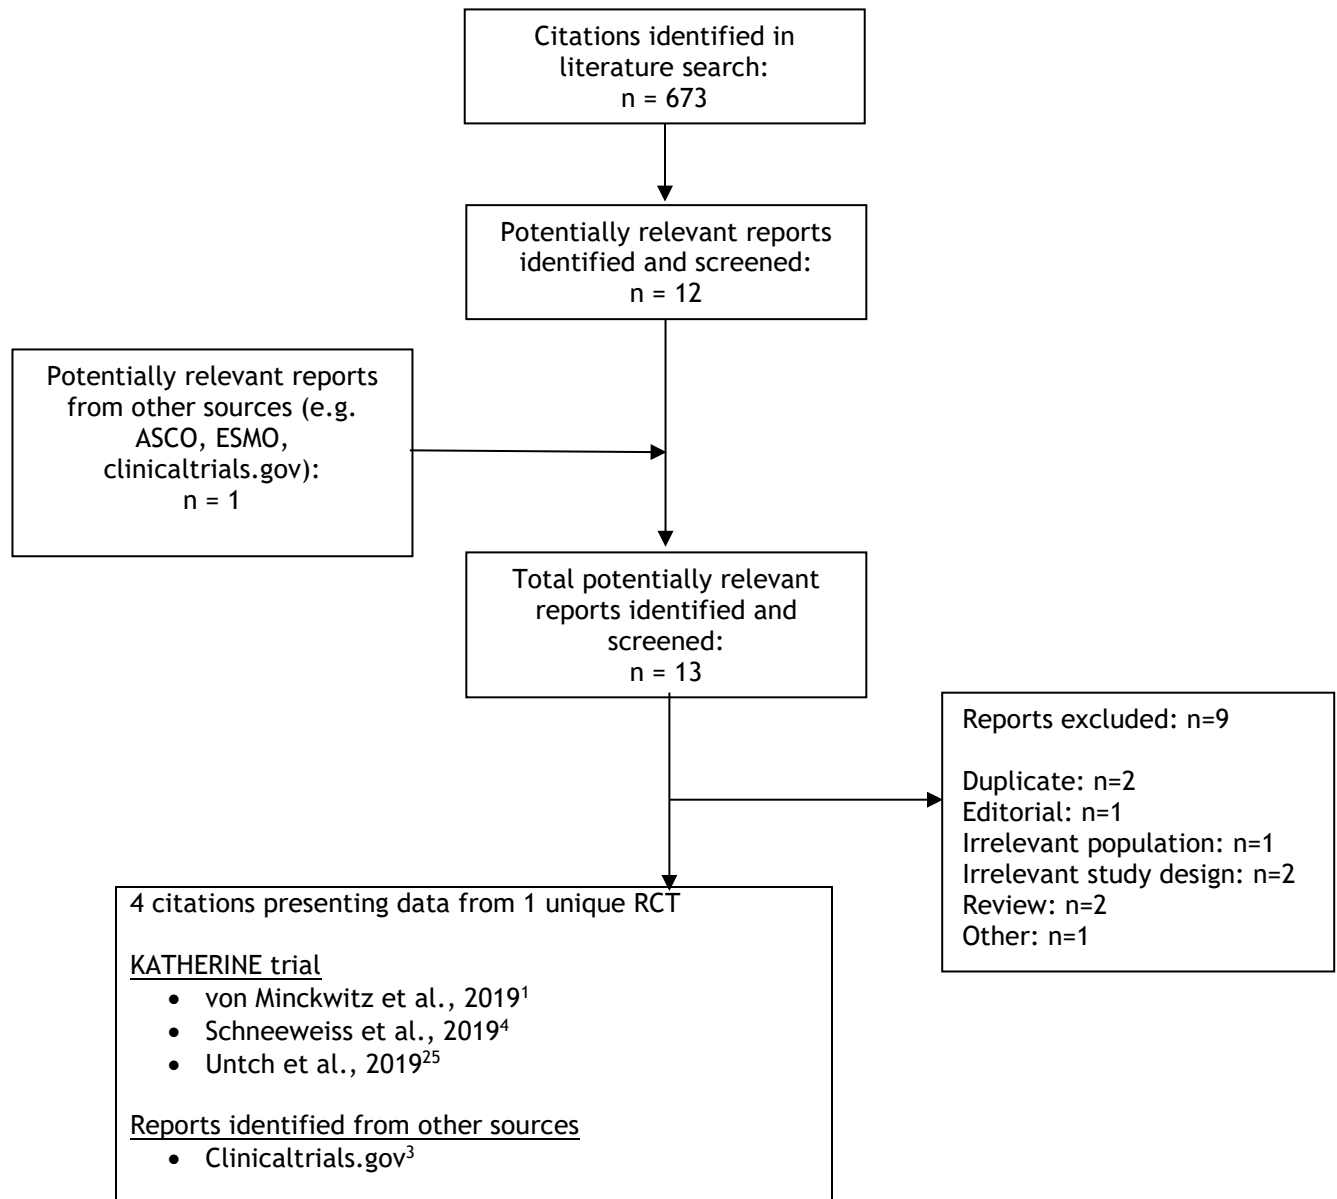 Citations identified in
literature search:
n = 673
Potentially relevant reports
identified and screened:
n = 12
Potentially relevant reports
from other sources (e.g.
ASCO, ESMO,
clinicaltrials.gov):
n = 1
Total potentially relevant
reports identified and
screened:
n = 13
Reports excluded: n=9
Duplicate: n=2
Editorial: n=1
Irrelevant population: n=1
Irrelevant study design: n=2
Review: n=2
Other: n=1
4 citations presenting data from 1 unique RCT
KATHERINE trial
• von Minckwitz et al., 2019¹
• Schneeweiss et al., 2019⁴
• Untch et al., 2019²⁵
Reports identified from other sources
• Clinicaltrials.gov³